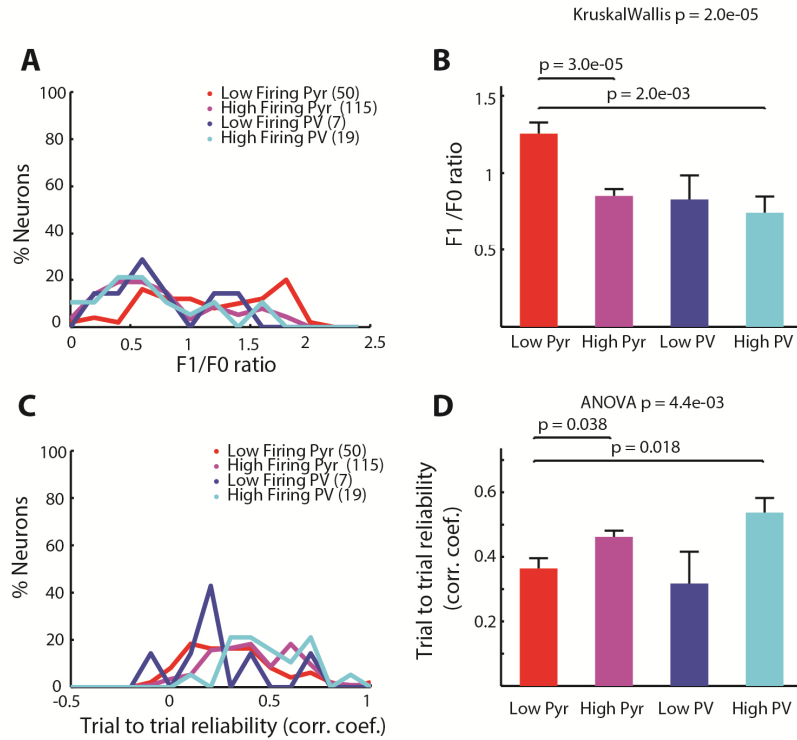 KruskalWallis p = 2.0e-05
A
Low Firing Pyr (50)
High Firing Pyr (115)
Low Firing PV (7)
High Firing PV (19)
100
80
60
40
20
0
% Neurons
0
0.5
1
1.5
2
2.5
F1/F0 ratio
B
p = 3.0e-05
p = 2.0e-03
1.5
1
0.5
F1 /F0 ratio
Low Pyr
High Pyr
Low PV
High PV
C
Low Firing Pyr (50)
High Firing Pyr (115)
Low Firing PV (7)
High Firing PV (19)
100
80
60
40
20
0
% Neurons
-0.5
0
0.5
1
Trial to trial reliability (corr. coef.)
D
ANOVA p = 4.4e-03
p = 0.038
p = 0.018
0.6
0.4
0.2
Trial to trial reliability
(corr. coef.)
Low Pyr
High Pyr
Low PV
High PV